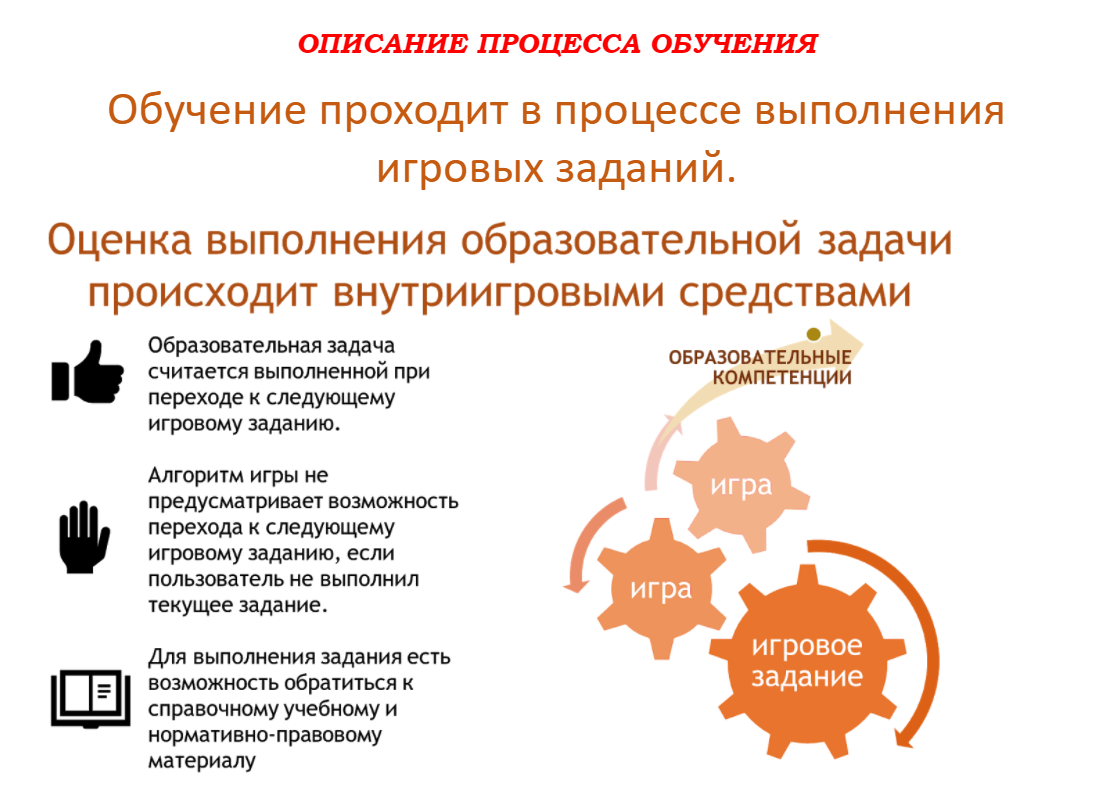 ОПИСАНИЕ ПРОЦЕССА ОБУЧЕНИЯ
Обучение проходит в процессе выполнения
игровых заданий.
Оценка выполнения образовательной задачи
происходит внутриигровыми средствами
Образовательная задача
считается выполненной при
переходе к следующему
игровому заданию.
Алгоритм игры не
предусматривает возможность
перехода к следующему
игровому заданию, если
пользователь не выполнил
текущее задание.
Для выполнения задания есть
возможность обратиться к
справочному учебному и
нормативно-правовому
материалу
ОБРАЗОВАТЕЛЬНЫЕ
КОМПЕТЕНЦИИ
игра
игра
игровое
задание